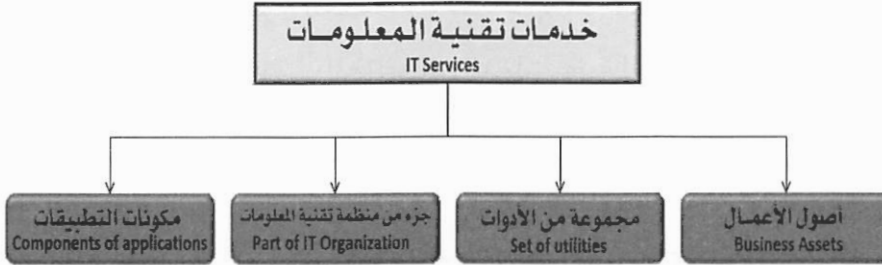 خدمات تقنية المعلومات
IT Services
أصول الأعمال
Business Assets
مجموعة من الأدوات
Set of utilities
جزء من منظمة تقنية المعلومات
Part of IT Organization
مكونات التطبيقات
Components of applications